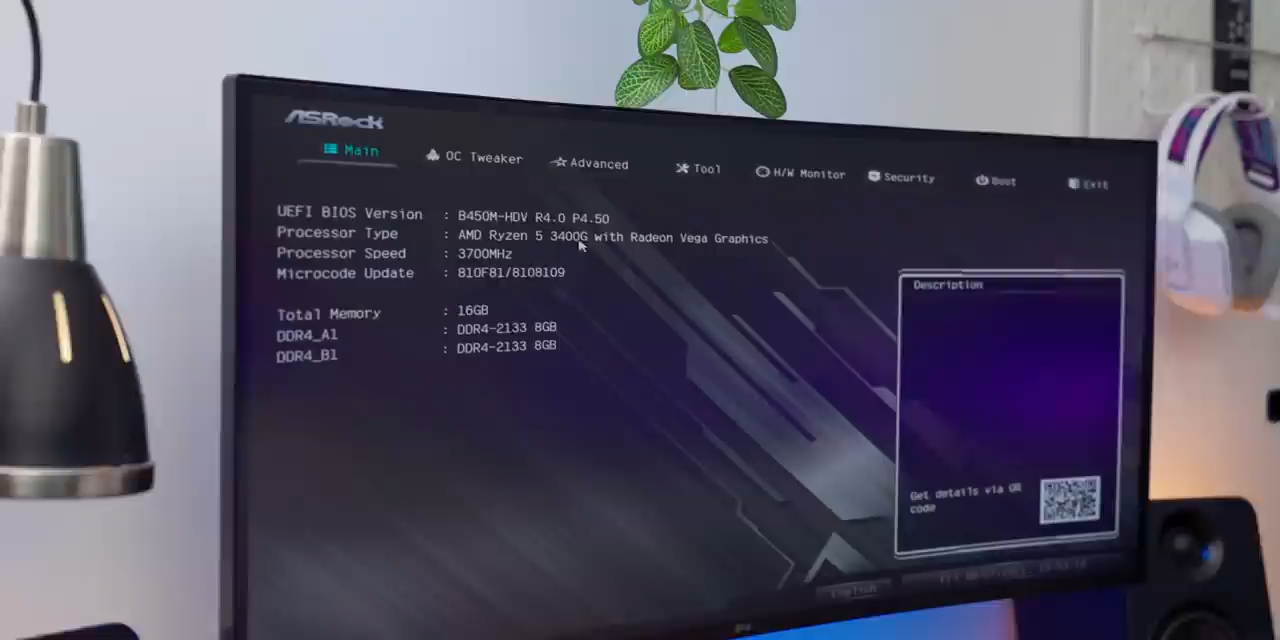 ASRock
Main
OC Tweaker
Advanced
Tool
H/W Monitor
Security
Boot
Exit
UEFI BIOS Version : B450M-HDV R4.0 P4.50
Processor Type : AMD Ryzen 5 3400G with Radeon Vega Graphics
Processor Speed : 3700MHz
Microcode Update : 810F81/8108109
Total Memory : 16GB
DDR4_A1 : DDR4-2133 8GB
DDR4_B1 : DDR4-2133 8GB
Description
Get details via QR
code
English